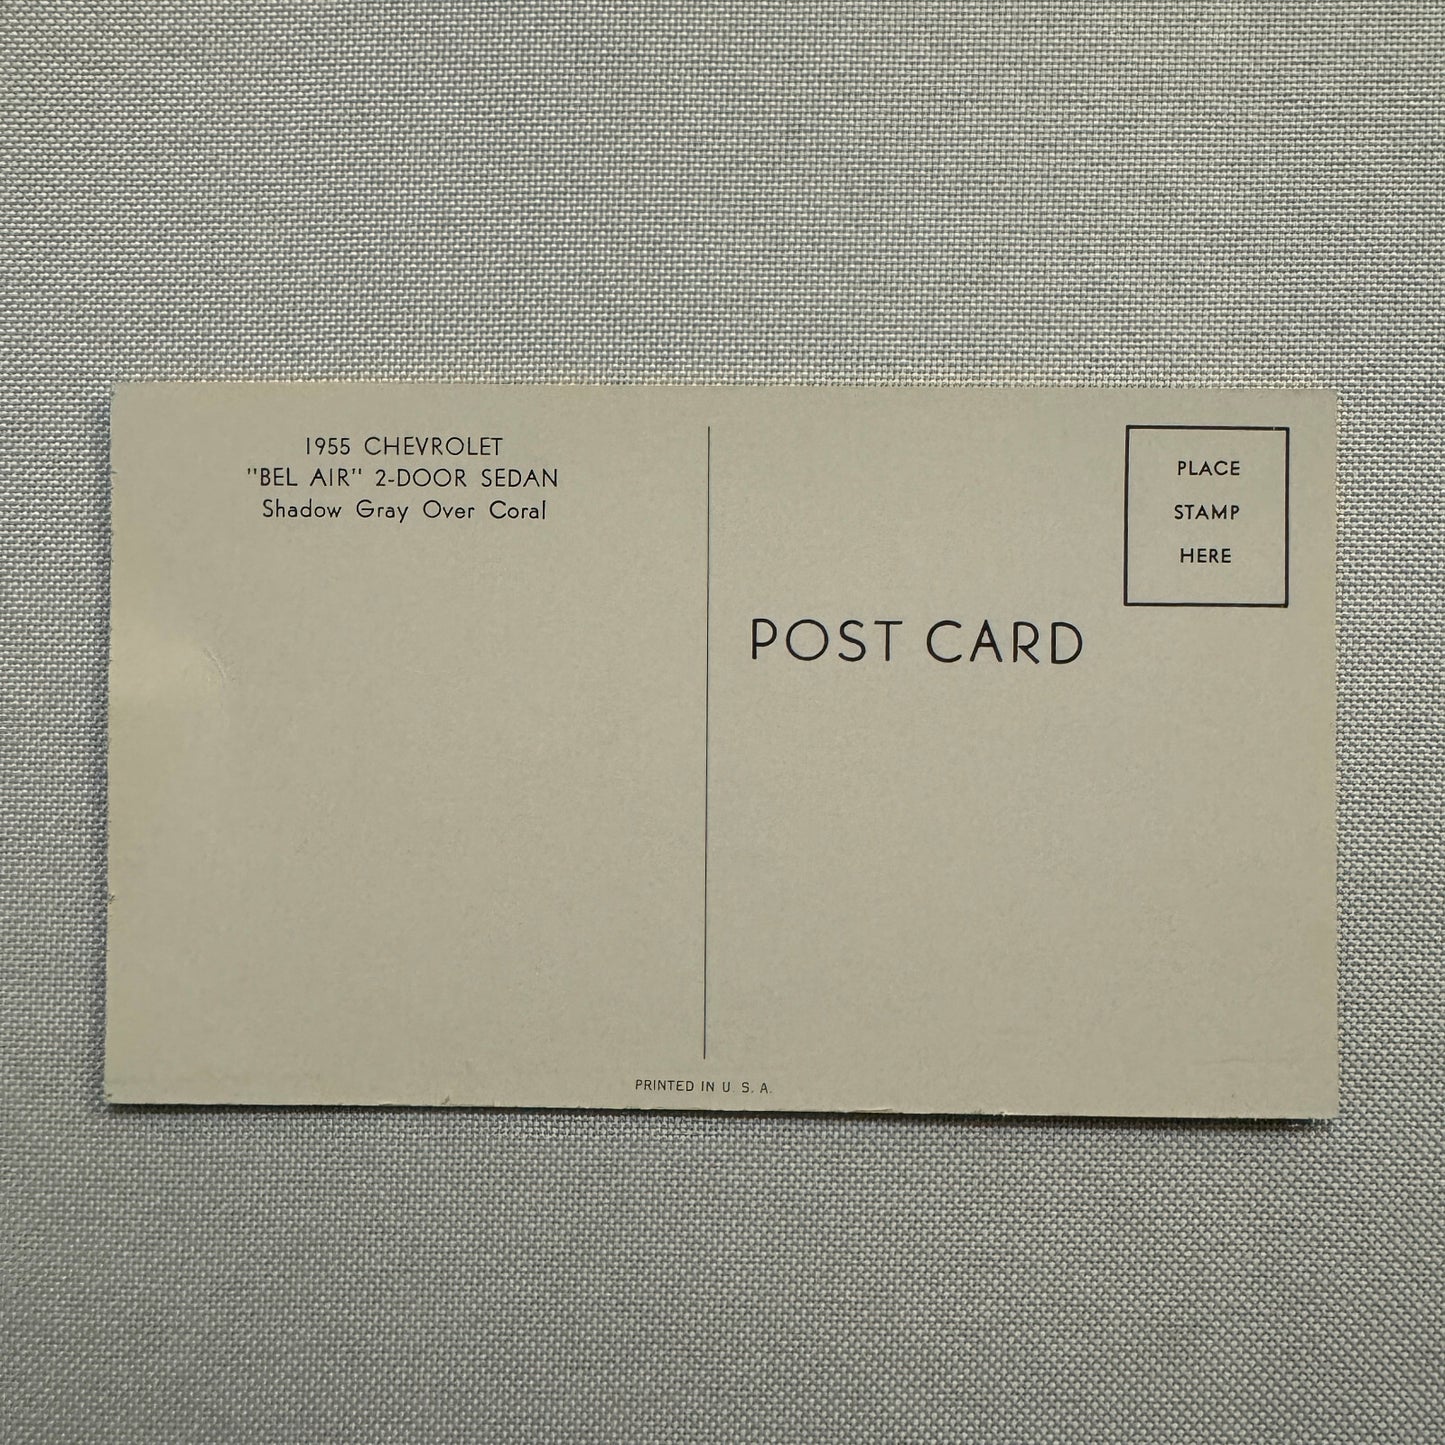 1955 CHEVROLET
"BEL AIR" 2-DOOR SEDAN
Shadow Gray Over Coral
PLACE
STAMP
HERE
POST CARD
PRINTED IN U. S. A.